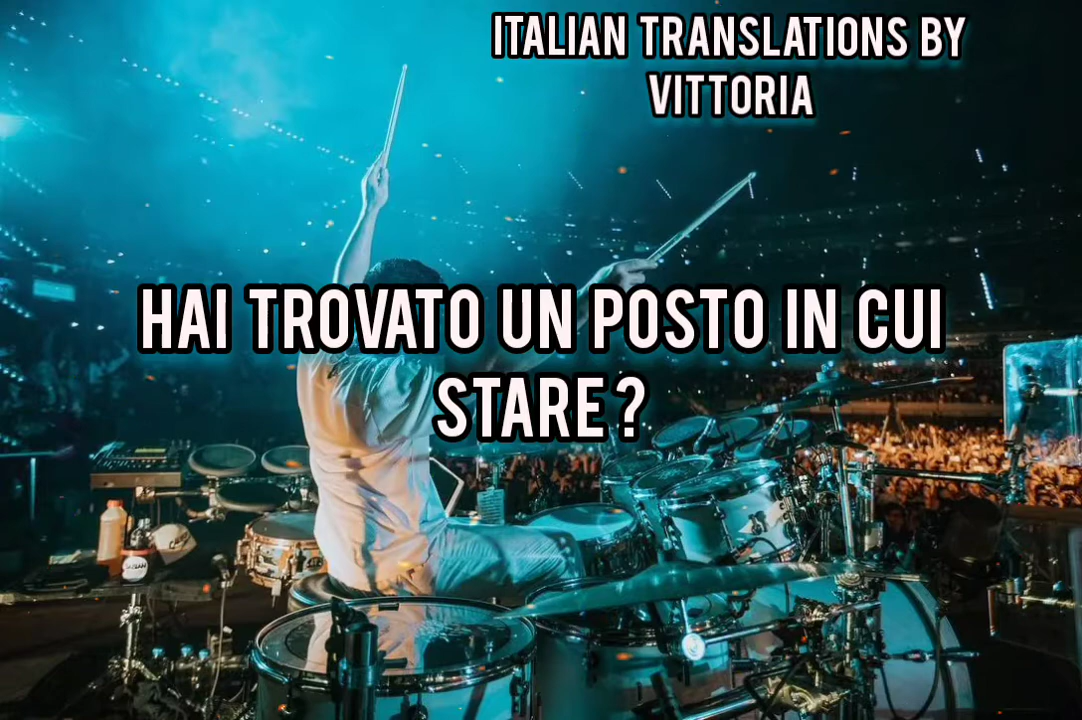 ITALIAN TRANSLATIONS BY
VITTORIA
HAI TROVATO UN POSTO IN CUI
STARE ?